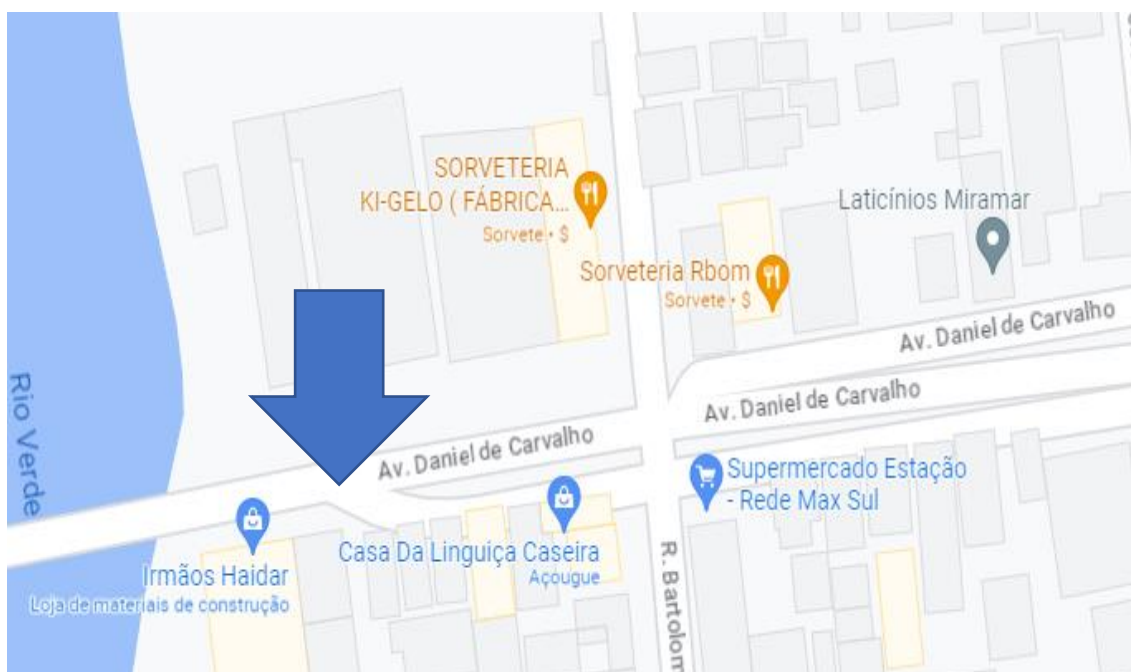 SORVETERIA
KI-GELO ( FÁBRICA...
Sorvete • $
Laticínios Miramar
Sorveteria Rbom
Sorvete • $
Av. Daniel de Carvalho
Av. Daniel de Carvalho
Av. Daniel de Carvalho
Rio Verde
Supermercado Estação
- Rede Max Sul
Casa Da Linguiça Caseira
Açougue
Irmãos Haidar
Loja de materiais de construção
R. Bartolom